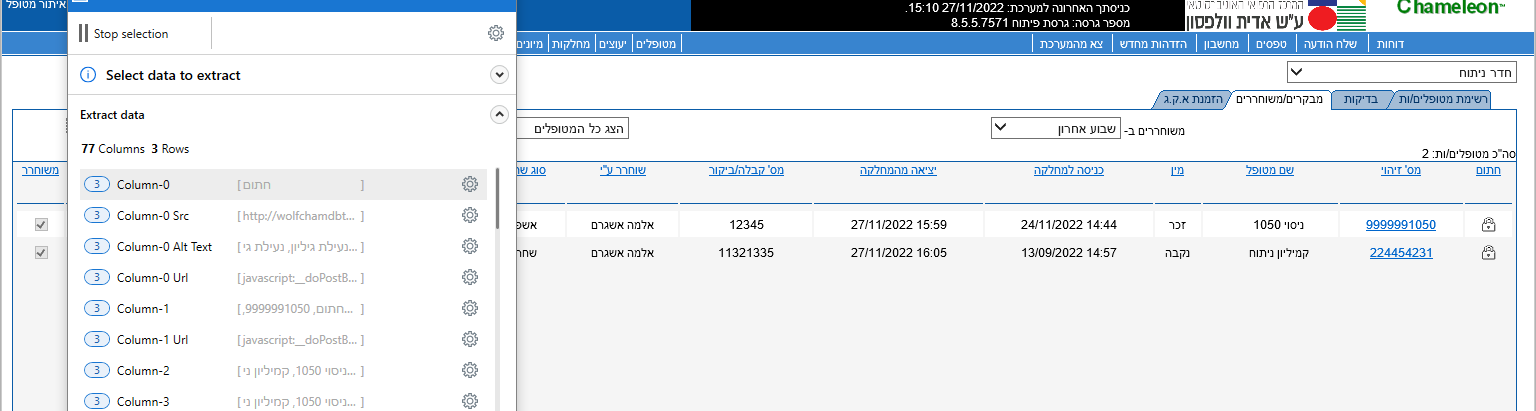 איתור מטופל
כניסתך האחרונה למערכת: 27/11/2022 15:10.
מספר גרסה: גרסת פיתוח 8.5.5.7571
ע"ש אדית וולפסון
Chameleon™
דוחות | שלח הודעה | טפסים | מחשבון | הזדהות מחדש | צא מהמערכת
מטופלים | יעוצים | מחלקות | מיונים
חדר ניתוח
רשימת מטופלים/ות
בדיקות
מבקרים/משוחררים
הזמנת א.ק.ג
משוחררים ב-
שבוע אחרון
הצג כל המטופלים
סה"כ מטופלים/ות: 2
חתום מס' זיהוי שם מטופל מין כניסה למחלקה יציאה מהמחלקה מס' קבלה/ביקור שוחרר ע"י סוג שח משוחרר
9999991050 ניסוי 1050 זכר 24/11/2022 14:44 27/11/2022 15:59 12345 אלמה אשגרם אשפ
224454231 קמיליון ניתוח נקבה 13/09/2022 14:57 27/11/2022 16:05 11321335 אלמה אשגרם שחר
Stop selection
Select data to extract
Extract data
77 Columns 3 Rows
3 Column-0 [חתום ]
3 Column-0 Src [http://wolfchamdbt... ]
3 Column-0 Alt Text [נעילת גיליון, נעילת גי... ]
3 Column-0 Url [javascript:__doPostB... ]
3 Column-1 [חתום, 9999991050,... ]
3 Column-1 Url [javascript:__doPostB... ]
3 Column-2 [ניסוי 1050, קמיליון ני... ]
3 Column-3 [ניסוי 1050, קמיליון ני... ]